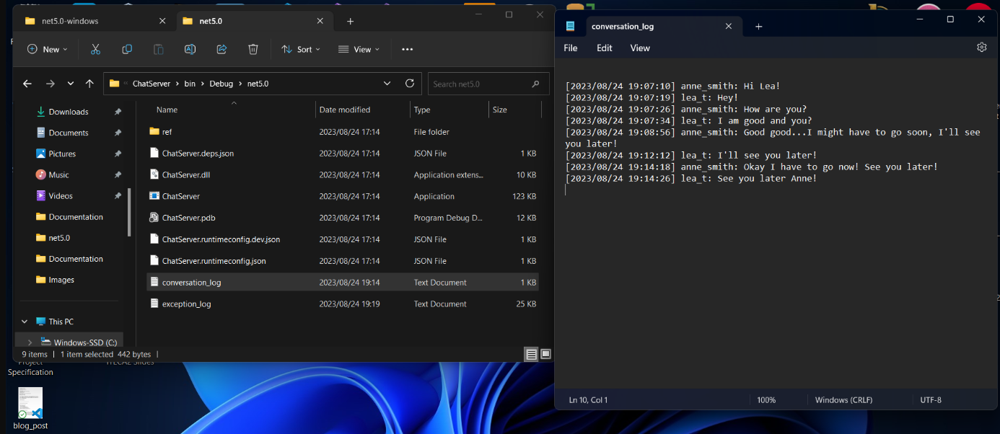 net5.0-windows
net5.0
New
Sort
View
ChatServer > bin > Debug > net5.0
Search net5.0
Downloads
Documents
Pictures
Music
Videos
Documentation
net5.0
Documentation
Images
This PC
Windows-SSD (C:)
Name Date modified Type Size
ref 2023/08/24 17:14 File folder
ChatServer.deps.json 2023/08/24 17:14 JSON File 1 KB
ChatServer.dll 2023/08/24 17:14 Application extens... 10 KB
ChatServer 2023/08/24 17:14 Application 123 KB
ChatServer.pdb 2023/08/24 17:14 Program Debug D... 12 KB
ChatServer.runtimeconfig.dev.json 2023/08/24 17:14 JSON File 1 KB
ChatServer.runtimeconfig.json 2023/08/24 17:14 JSON File 1 KB
conversation_log 2023/08/24 19:14 Text Document 1 KB
exception_log 2023/08/24 19:19 Text Document 25 KB
9 items | 1 item selected 442 bytes |
Project
Specification
blog_post
conversation_log
File Edit View
[2023/08/24 19:07:10] anne_smith: Hi Lea!
[2023/08/24 19:07:19] lea_t: Hey!
[2023/08/24 19:07:26] anne_smith: How are you?
[2023/08/24 19:07:34] lea_t: I am good and you?
[2023/08/24 19:08:56] anne_smith: Good good...I might have to go soon, I'll see
you later!
[2023/08/24 19:12:12] lea_t: I'll see you later!
[2023/08/24 19:14:18] anne_smith: Okay I have to go now! See you later!
[2023/08/24 19:14:26] lea_t: See you later Anne!
Ln 10, Col 1 100% Windows (CRLF) UTF-8